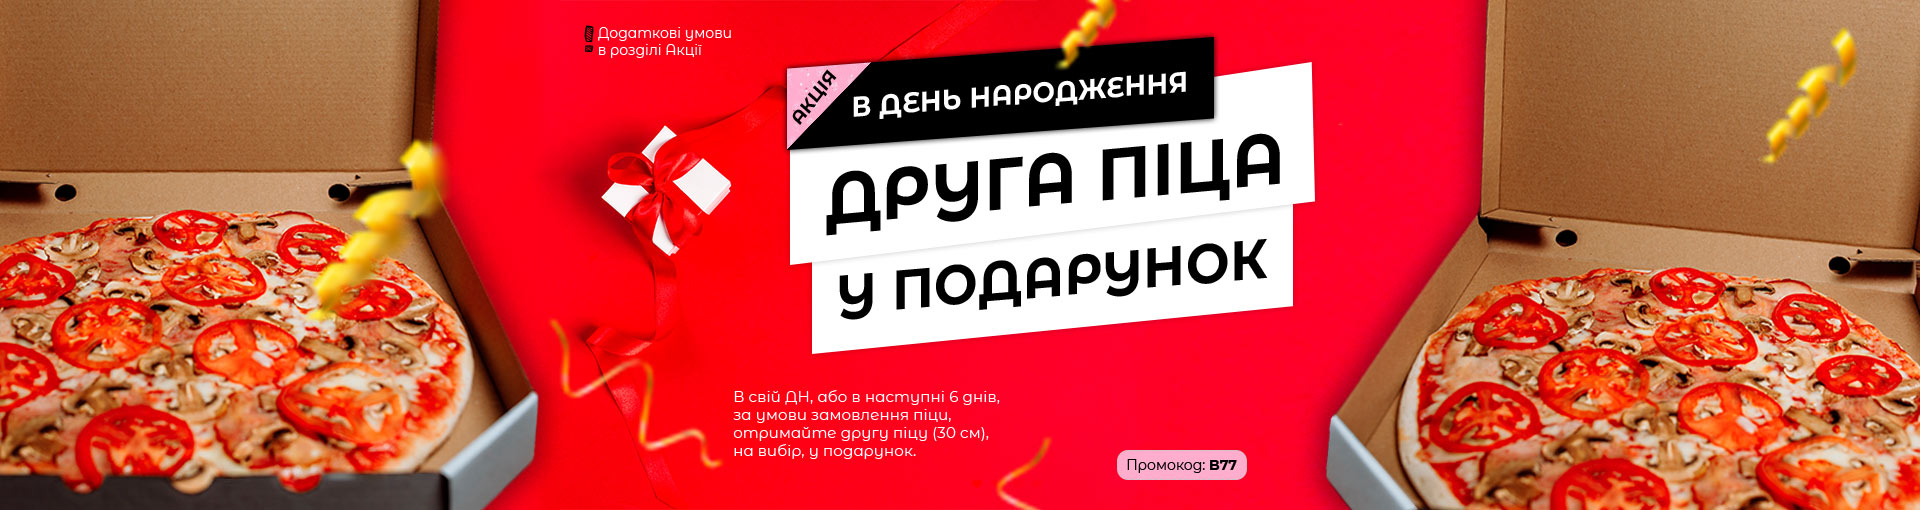 Додаткові умови
в розділі Акції
АКЦІЯ
В ДЕНЬ НАРОДЖЕННЯ
ДРУГА ПІЦА
У ПОДАРУНОК
В свій ДН, або в наступні 6 днів,
за умови замовлення піци,
отримайте другу піцу (30 см),
на вибір, у подарунок.
Промокод: B77